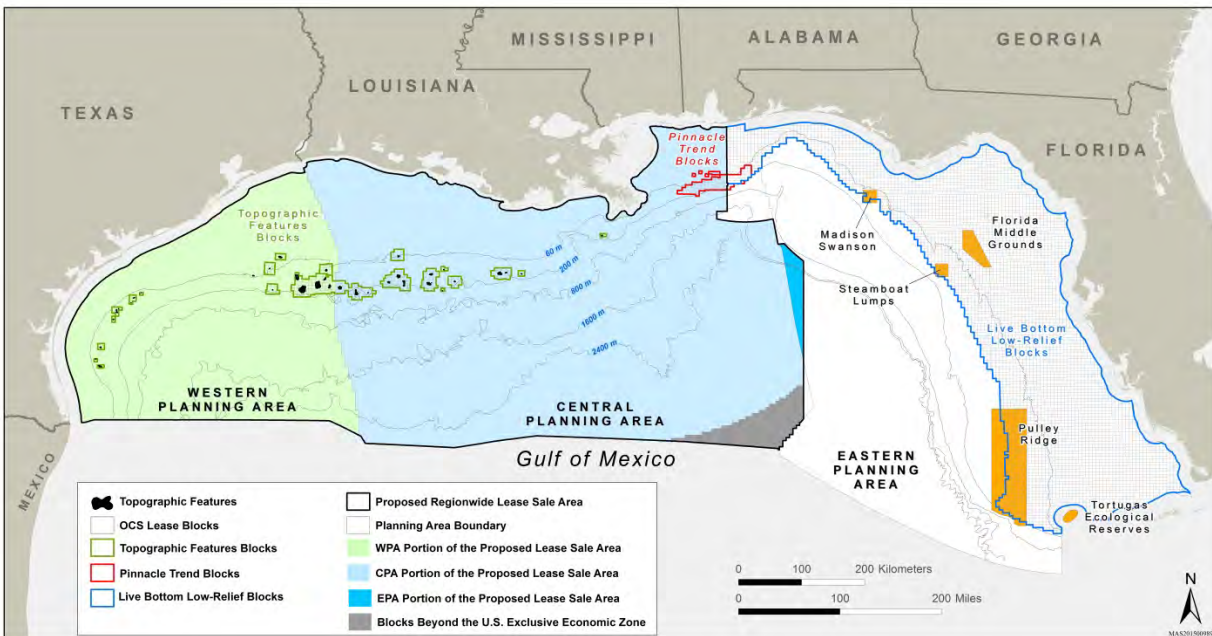 MISSISSIPPI
ALABAMA
GEORGIA
LOUISIANA
TEXAS
FLORIDA
MEXICO
Pinnacle
Trend
Blocks
Topographic
Features
Blocks
Madison
Swanson
Florida
Middle
Grounds
Steamboat
Lumps
60 m
200 m
800 m
1600 m
2400 m
Live Bottom
Low-Relief
Blocks
WESTERN
PLANNING AREA
CENTRAL
PLANNING AREA
Pulley
Ridge
Gulf of Mexico
EASTERN
PLANNING
AREA
Tortugas
Ecological
Reserves
Topographic Features
OCS Lease Blocks
Topographic Features Blocks
Pinnacle Trend Blocks
Live Bottom Low-Relief Blocks
Proposed Regionwide Lease Sale Area
Planning Area Boundary
WPA Portion of the Proposed Lease Sale Area
CPA Portion of the Proposed Lease Sale Area
EPA Portion of the Proposed Lease Sale Area
Blocks Beyond the U.S. Exclusive Economic Zone
0 100 200 Kilometers
0 100 200 Miles
N